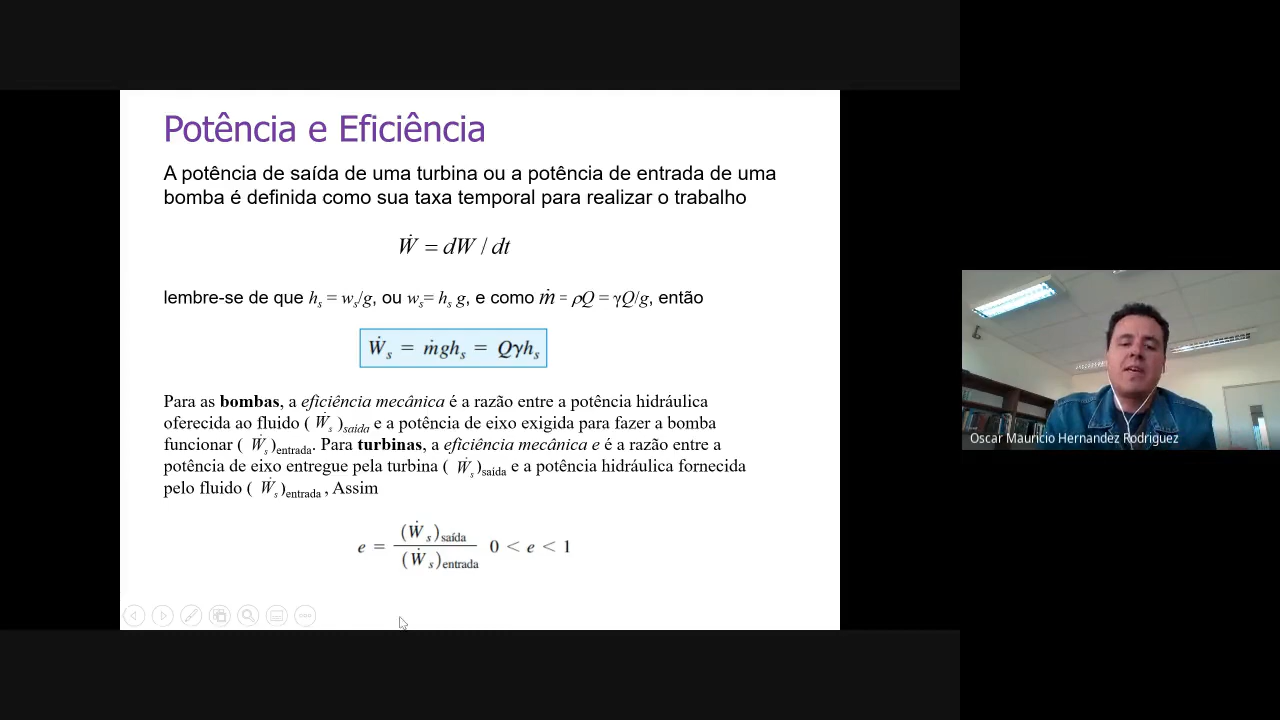 Potência e Eficiência
A potência de saída de uma turbina ou a potência de entrada de uma
bomba é definida como sua taxa temporal para realizar o trabalho
Ẇ = dW / dt
lembre-se de que hₛ = wₛ/g, ou wₛ= hₛ g, e como ṁ = ρQ = γQ/g, então
Ẇₛ = ṁghₛ = Qγhₛ
Para as bombas, a eficiência mecânica é a razão entre a potência hidráulica
oferecida ao fluido ( Ẇₛ )saída e a potência de eixo exigida para fazer a bomba
funcionar ( Ẇₛ)entrada. Para turbinas, a eficiência mecânica e é a razão entre a
potência de eixo entregue pela turbina ( Ẇₛ)saída e a potência hidráulica fornecida
pelo fluido ( Ẇₛ)entrada , Assim
e = (Ẇₛ)saída / (Ẇₛ)entrada 0 < e < 1
Oscar Mauricio Hernandez Rodriguez